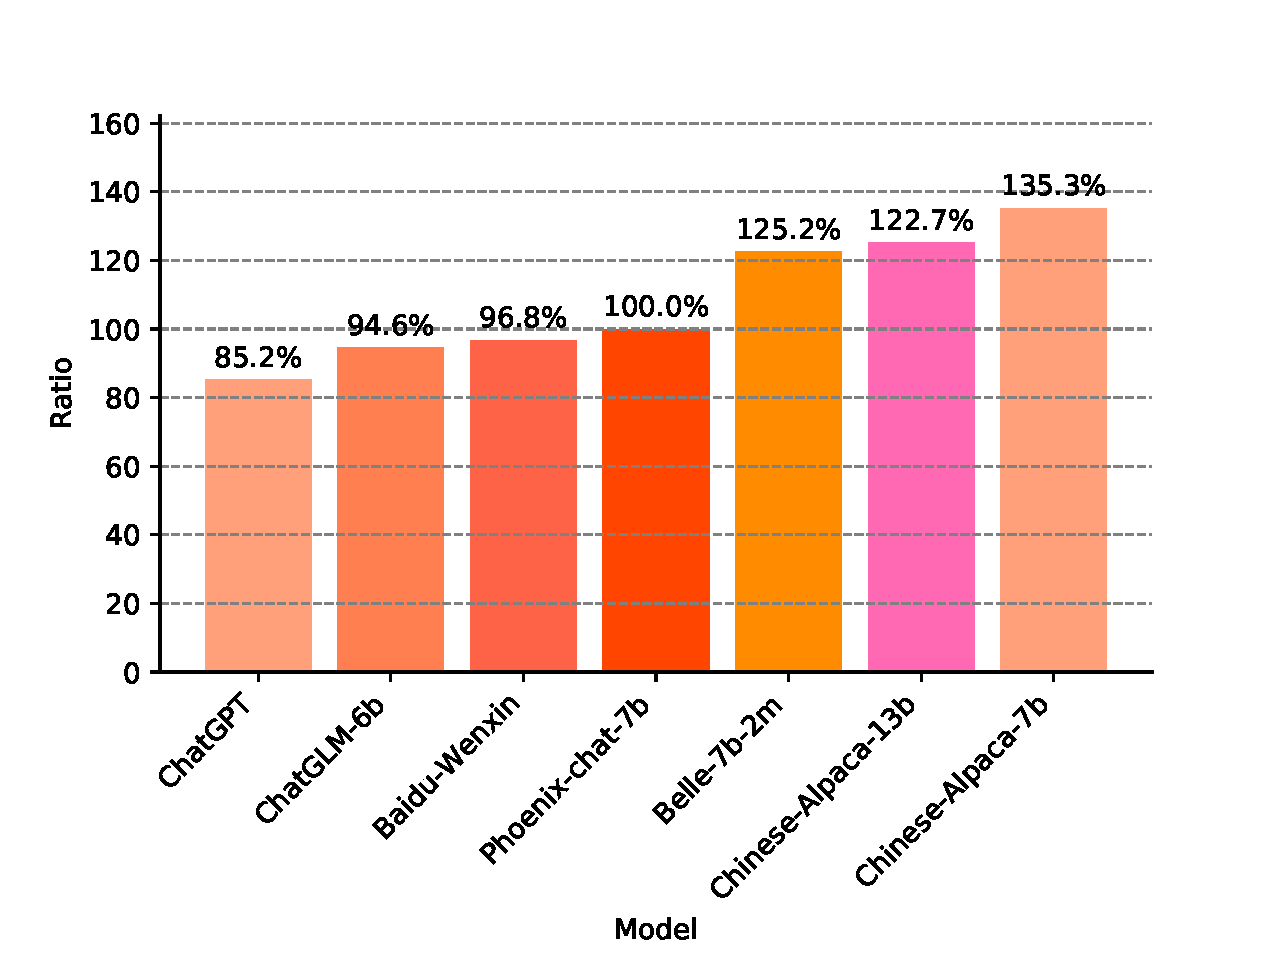 160
140
120
100
80
60
40
20
0
Ratio
85.2%
94.6%
96.8%
100.0%
125.2%
122.7%
135.3%
ChatGPT
ChatGLM-6b
Baidu-Wenxin
Phoenix-chat-7b
Belle-7b-2m
Chinese-Alpaca-13b
Chinese-Alpaca-7b
Model